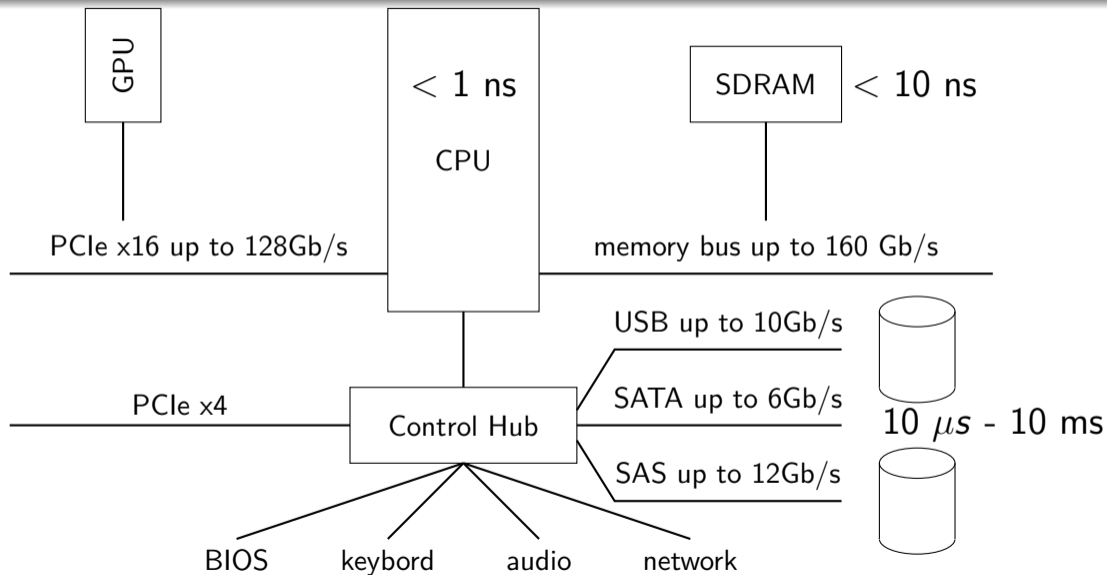 GPU
< 1 ns
CPU
SDRAM
< 10 ns
PCIe x16 up to 128Gb/s
memory bus up to 160 Gb/s
USB up to 10Gb/s
PCIe x4
Control Hub
SATA up to 6Gb/s
10 μs - 10 ms
SAS up to 12Gb/s
BIOS
keybord
audio
network